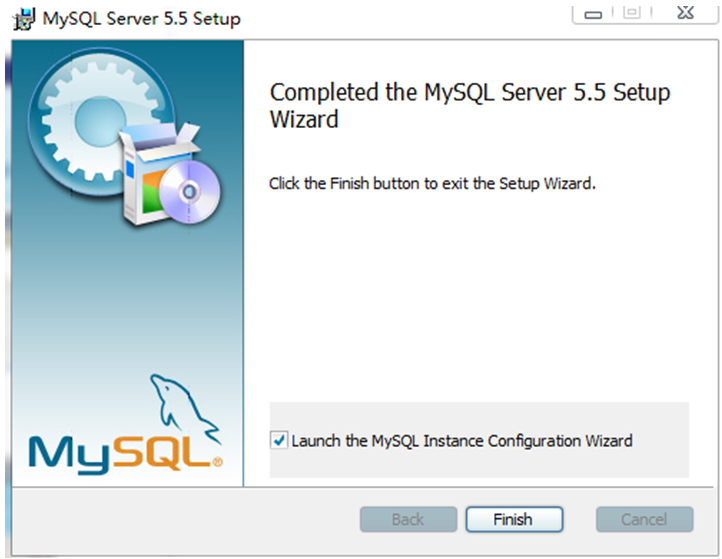 MySQL Server 5.5 Setup
Completed the MySQL Server 5.5 Setup
Wizard
Click the Finish button to exit the Setup Wizard.
MySQL®
Launch the MySQL Instance Configuration Wizard
Back
Finish
Cancel